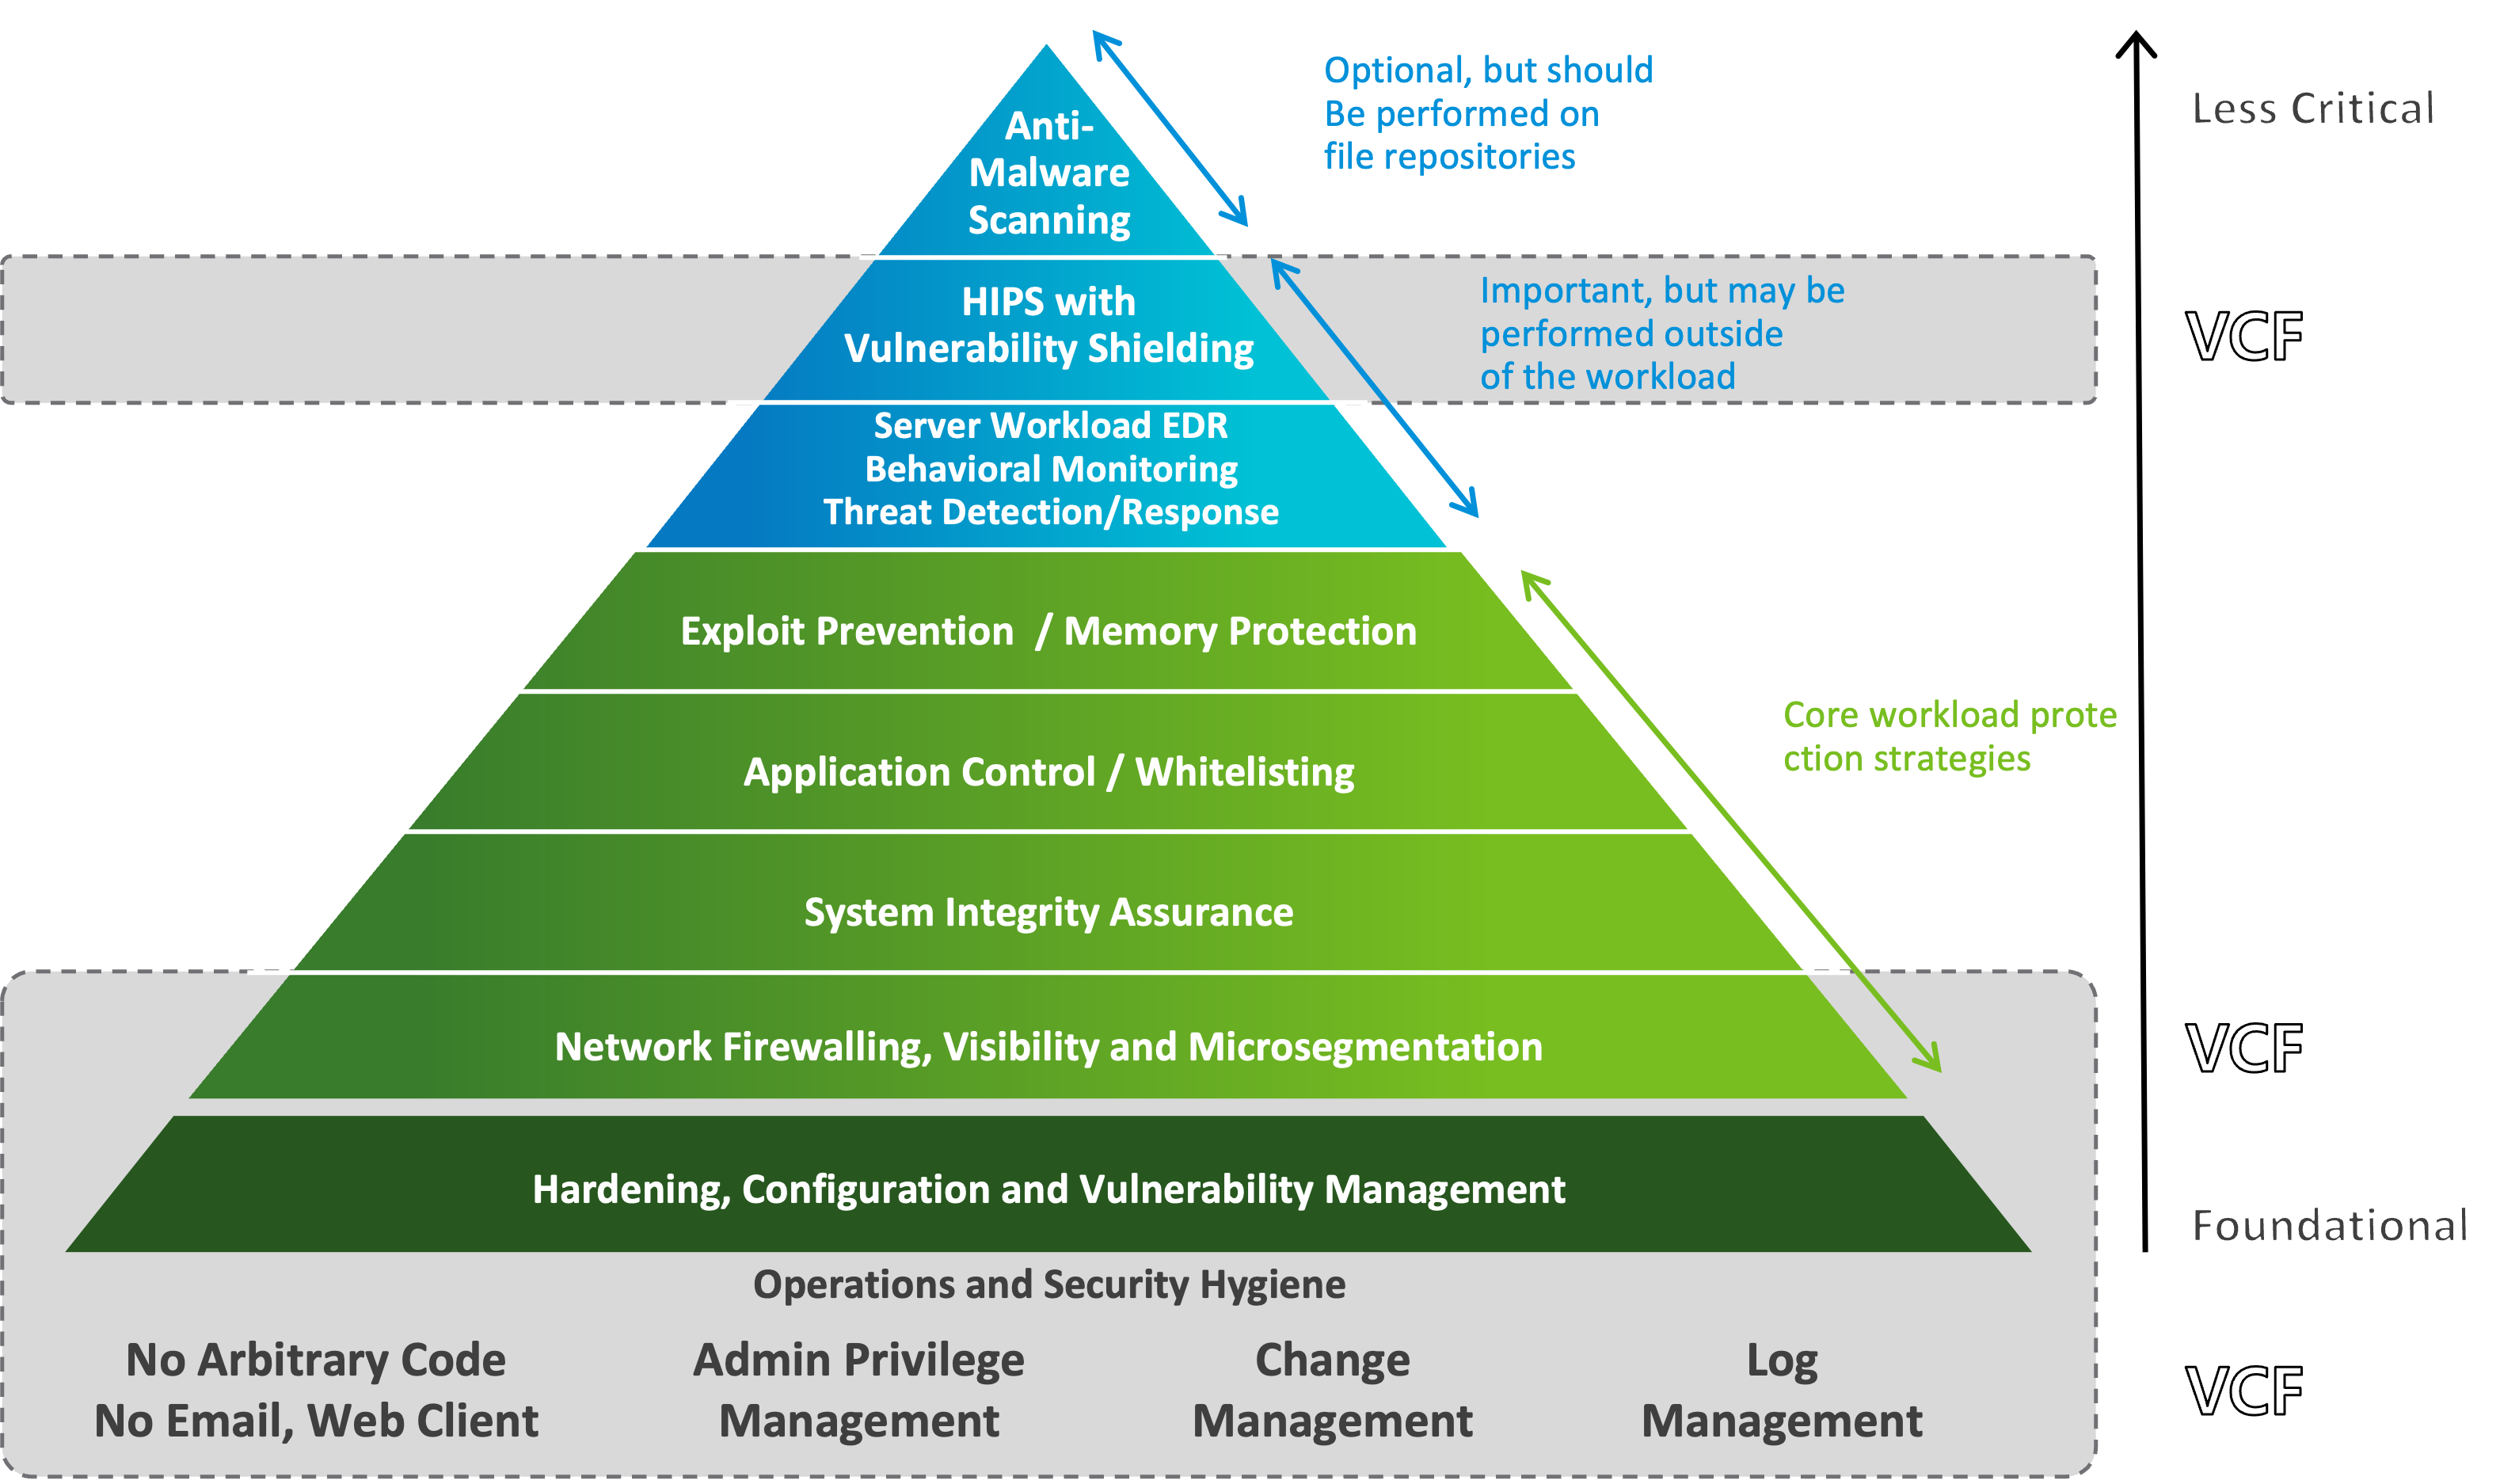 Anti-
Malware
Scanning
Optional, but should
Be performed on
file repositories
Less Critical
HIPS with
Vulnerability Shielding
Important, but may be
performed outside
of the workload
VCF
Server Workload EDR
Behavioral Monitoring
Threat Detection/Response
Exploit Prevention / Memory Protection
Core workload prote
ction strategies
Application Control / Whitelisting
System Integrity Assurance
Network Firewalling, Visibility and Microsegmentation
VCF
Hardening, Configuration and Vulnerability Management
Foundational
Operations and Security Hygiene
No Arbitrary Code
No Email, Web Client
Admin Privilege
Management
Change
Management
Log
Management
VCF